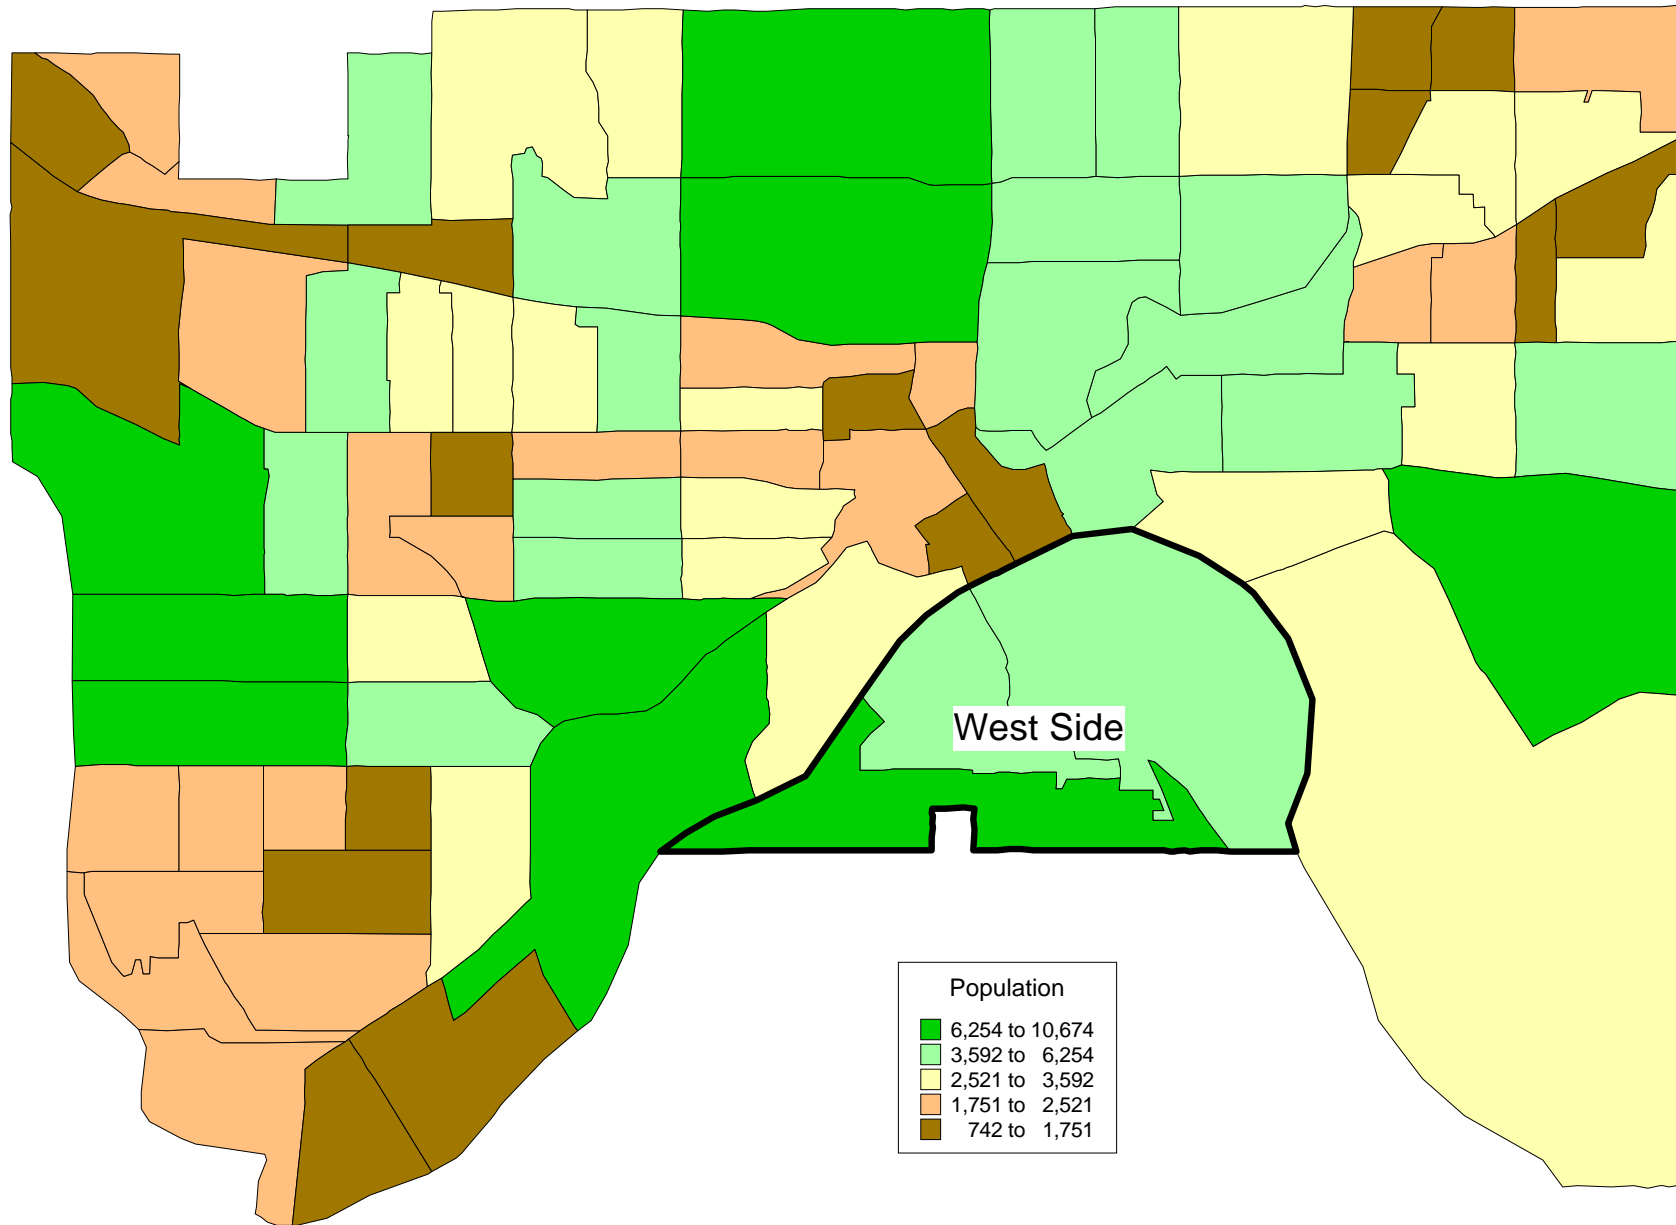 West Side
Population
6,254 to 10,674
3,592 to 6,254
2,521 to 3,592
1,751 to 2,521
742 to 1,751